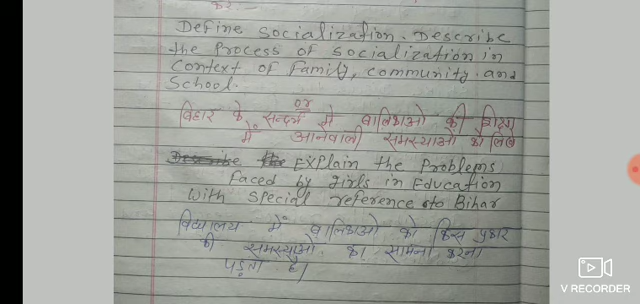 करे
Define Socialization. Describe
the Process of Socialization in
Context of Family, community and
School.
or
बिहार के सन्दर्भ में बालिकाओं की शिक्षा
में आनेवाली समस्याओं को लिखें
Explain the Problems
faced by girls in Education
with special reference to Bihar
विद्यालय में बालिकाओं को किस प्रकार
की समस्याओं का सामना करना
पड़ता है।
V RECORDER